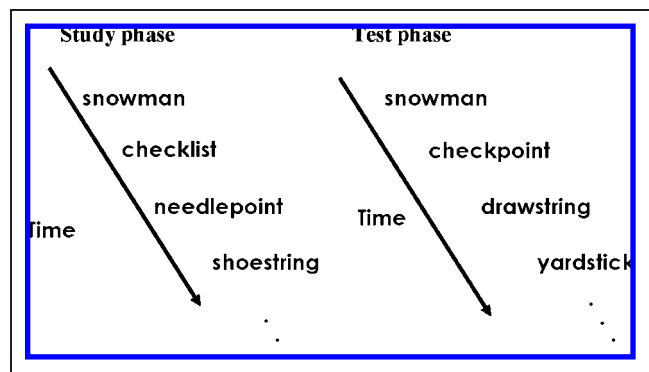 Study phase
snowman
checklist
needlepoint
Time
shoestring
Test phase
snowman
checkpoint
drawstring
Time
yardstick